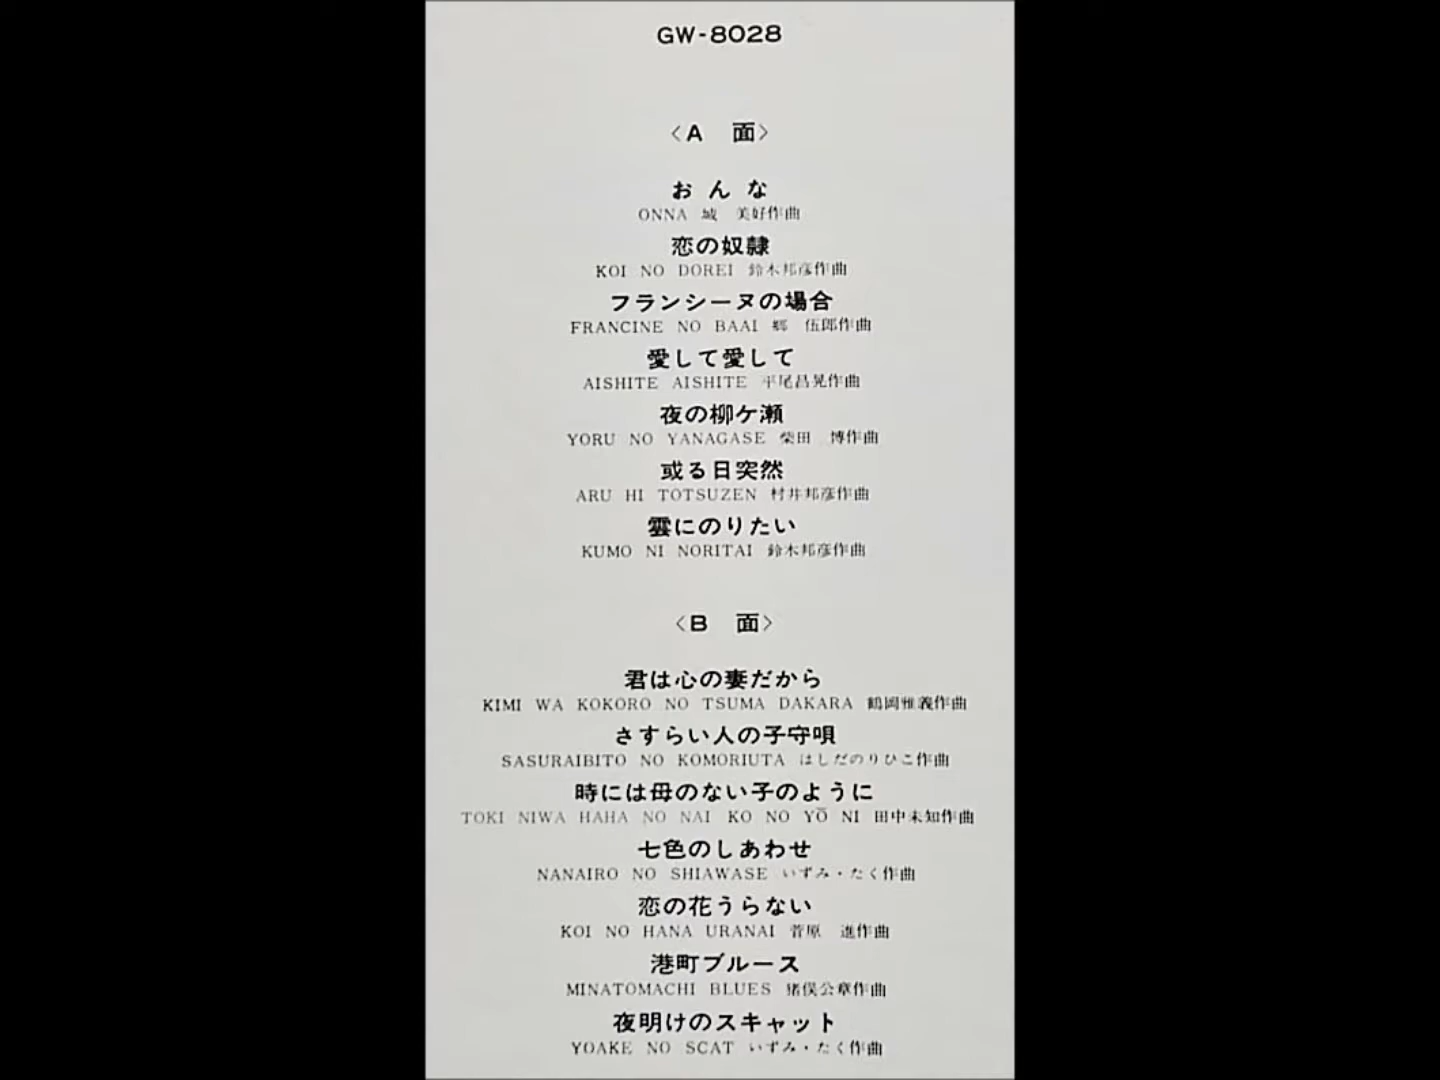 GW-8028
〈A 面〉
おんな
ONNA 城 美好作曲
恋の奴隷
KOI NO DOREI 鈴木邦彦作曲
フランシーヌの場合
FRANCINE NO BAAI 郷 伍郎作曲
愛して愛して
AISHITE AISHITE 平尾昌晃作曲
夜の柳ケ瀬
YORU NO YANAGASE 柴田 博作曲
或る日突然
ARU HI TOTSUZEN 村井邦彦作曲
雲にのりたい
KUMO NI NORITAI 鈴木邦彦作曲
〈B 面〉
君は心の妻だから
KIMI WA KOKORO NO TSUMA DAKARA 鶴岡雅義作曲
さすらい人の子守唄
SASURAIBITO NO KOMORIUTA はしだのりひこ作曲
時には母のない子のように
TOKI NIWA HAHA NO NAI KO NO YŌ NI 田中未知作曲
七色のしあわせ
NANAIRO NO SHIAWASE いずみ・たく作曲
恋の花うらない
KOI NO HANA URANAI 菅原 進作曲
港町ブルース
MINATOMACHI BLUES 猪俣公章作曲
夜明けのスキャット
YOAKE NO SCAT いずみ・たく作曲